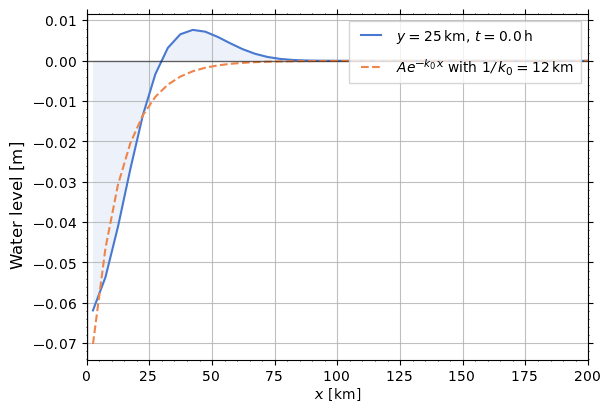 0.01
0.00
−0.01
−0.02
−0.03
−0.04
−0.05
−0.06
−0.07
Water level [m]
y = 25 km, t = 0.0 h
Ae^{−k₀x} with 1/k₀ = 12 km
0 25 50 75 100 125 150 175 200
x [km]